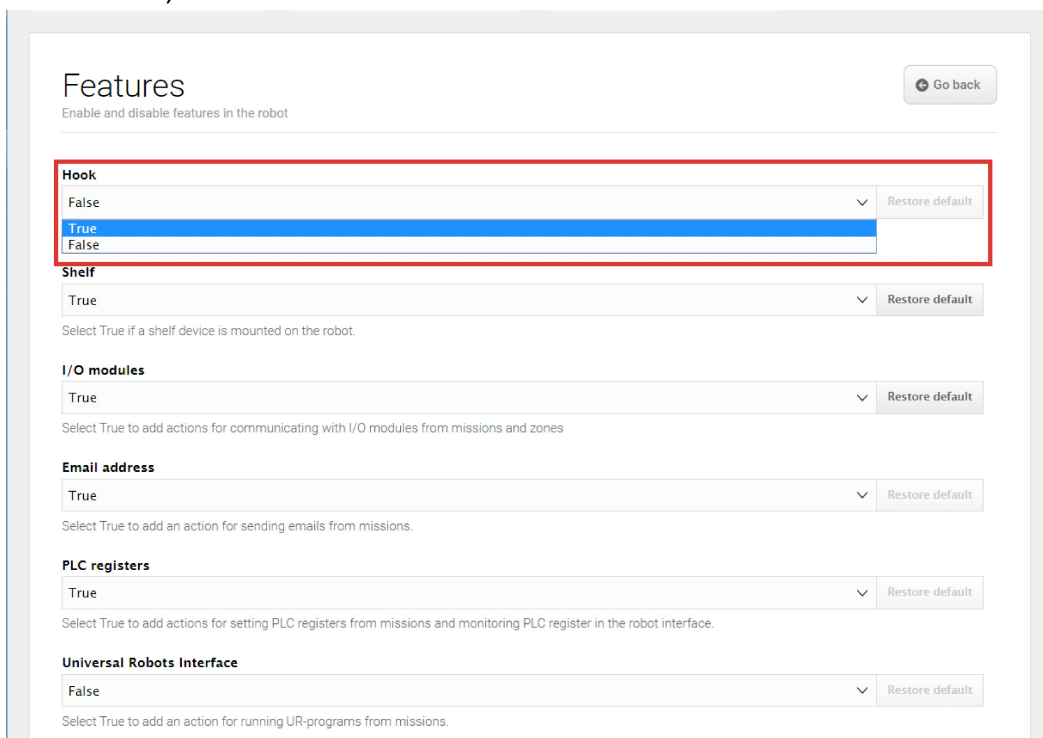 Features
Go back
Enable and disable features in the robot
Hook
False
Restore default
True
False
Shelf
True
Restore default
Select True if a shelf device is mounted on the robot.
I/O modules
True
Restore default
Select True to add actions for communicating with I/O modules from missions and zones
Email address
True
Restore default
Select True to add an action for sending emails from missions.
PLC registers
True
Restore default
Select True to add actions for setting PLC registers from missions and monitoring PLC register in the robot interface.
Universal Robots Interface
False
Restore default
Select True to add an action for running UR-programs from missions.